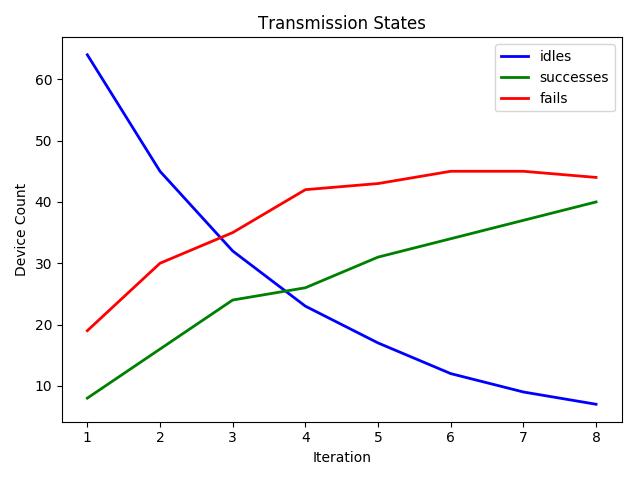 Transmission States
idles
successes
fails
60
50
40
30
20
10
Device Count
1 2 3 4 5 6 7 8
Iteration